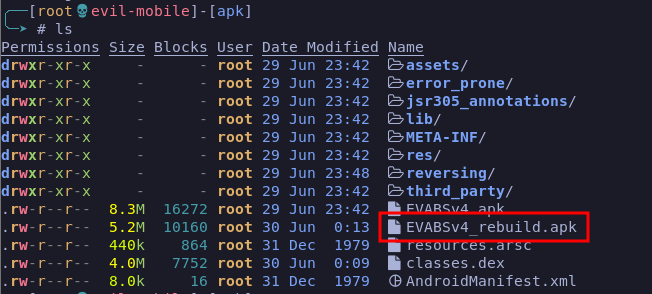 [root💀evil-mobile]-[apk]
# ls
Permissions Size Blocks User Date Modified Name
drwxr-xr-x - - root 29 Jun 23:42 assets/
drwxr-xr-x - - root 29 Jun 23:42 error_prone/
drwxr-xr-x - - root 29 Jun 23:42 jsr305_annotations/
drwxr-xr-x - - root 29 Jun 23:42 lib/
drwxr-xr-x - - root 29 Jun 23:42 META-INF/
drwxr-xr-x - - root 29 Jun 23:42 res/
drwxr-xr-x - - root 29 Jun 23:48 reversing/
drwxr-xr-x - - root 29 Jun 23:42 third_party/
.rw-r--r-- 8.3M 16272 root 29 Jun 23:42 EVABSv4.apk
.rw-r--r-- 5.2M 10160 root 30 Jun 0:13 EVABSv4_rebuild.apk
.rw-r--r-- 440k 864 root 31 Dec 1979 resources.arsc
.rw-r--r-- 4.0M 7752 root 30 Jun 0:09 classes.dex
.rw-r--r-- 8.0k 16 root 31 Dec 1979 AndroidManifest.xml